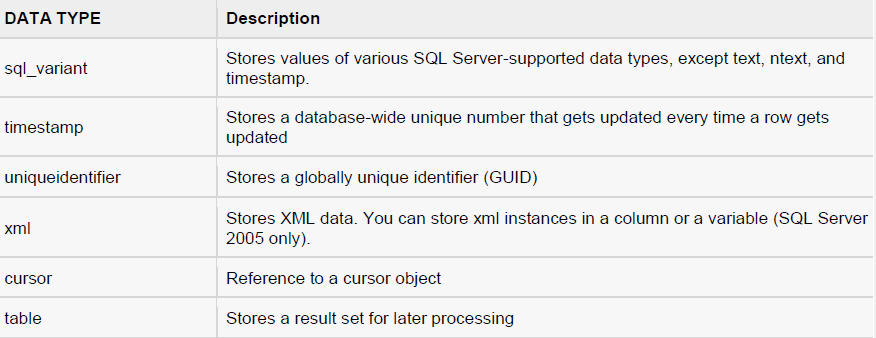 DATA TYPE Description
sql_variant Stores values of various SQL Server-supported data types, except text, ntext, and
timestamp.
timestamp Stores a database-wide unique number that gets updated every time a row gets
updated
uniqueidentifier Stores a globally unique identifier (GUID)
xml Stores XML data. You can store xml instances in a column or a variable (SQL Server
2005 only).
cursor Reference to a cursor object
table Stores a result set for later processing